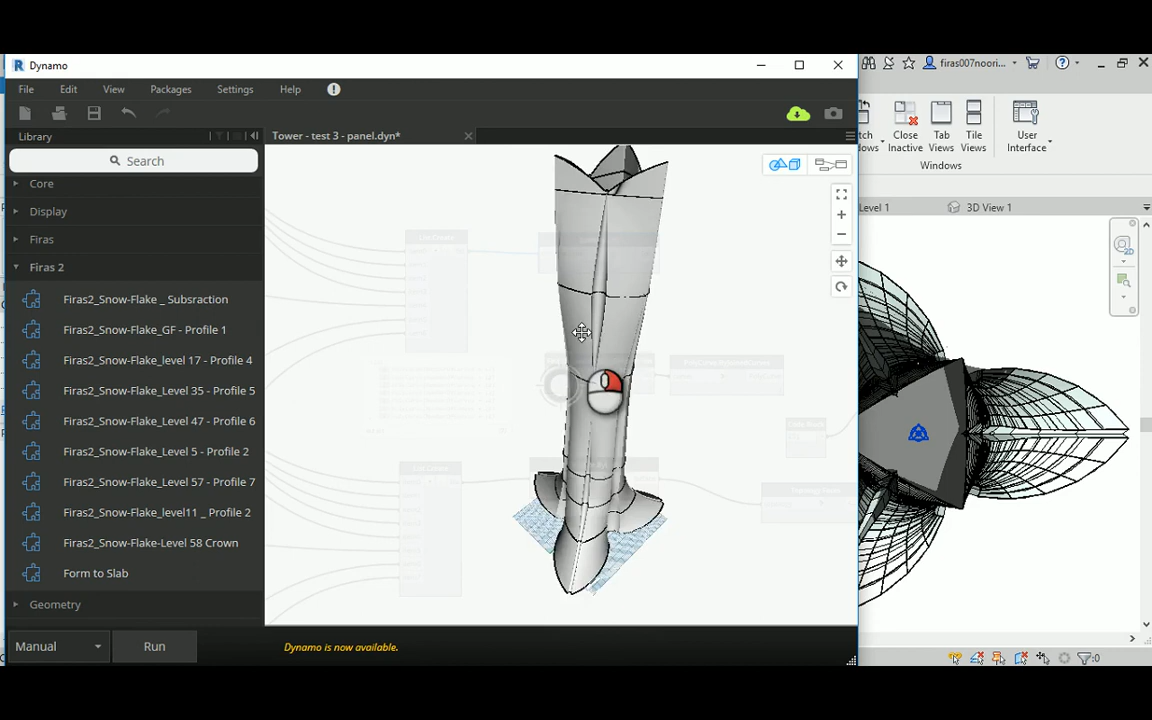 Dynamo
File Edit View Packages Settings Help
Library
Tower - test 3 - panel.dyn*
Search
Core
Display
Firas
Firas 2
Firas2_Snow-Flake _ Subsraction
Firas2_Snow-Flake_GF - Profile 1
Firas2_Snow-Flake_level 17 - Profile 4
Firas2_Snow-Flake_Level 35 - Profile 5
Firas2_Snow-Flake_Level 47 - Profile 6
Firas2_Snow-Flake_Level 5 - Profile 2
Firas2_Snow-Flake_Level 57 - Profile 7
Firas2_Snow-Flake_level11 _ Profile 2
Firas2_Snow-Flake-Level 58 Crown
Form to Slab
Geometry
Manual
Run
Dynamo is now available.
firas007noori...
Close Inactive
Tab Views
Tile Views
User Interface
Windows
Level 1
3D View 1
:0